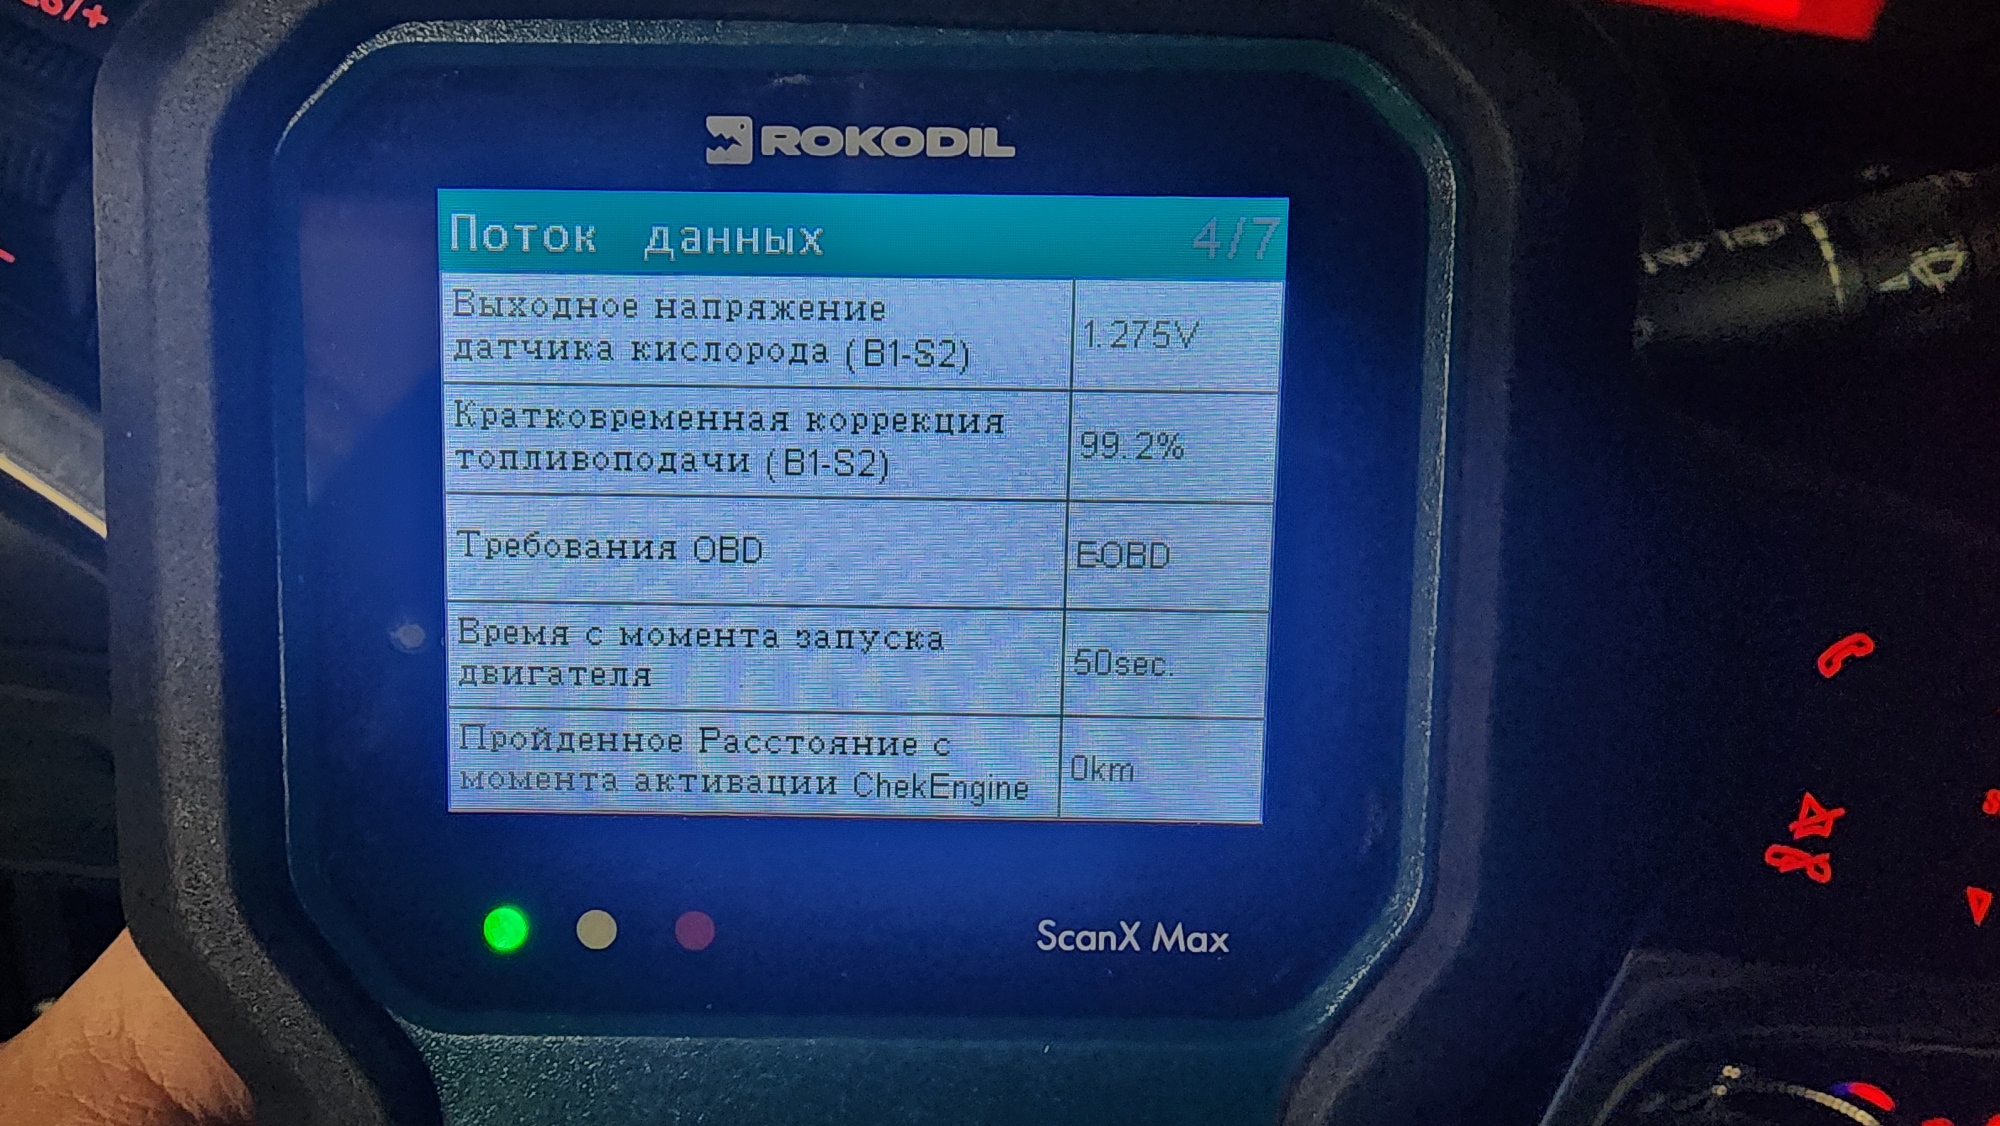 ROKODIL
Поток данных 4/7
Выходное напряжение
датчика кислорода (B1-S2)
1.275V
Кратковременная коррекция
топливоподачи (B1-S2)
99.2%
Требования OBD
EOBD
Время с момента запуска
двигателя
50sec.
Пройденное Расстояние с
момента активации ChekEngine
0km
ScanX Max